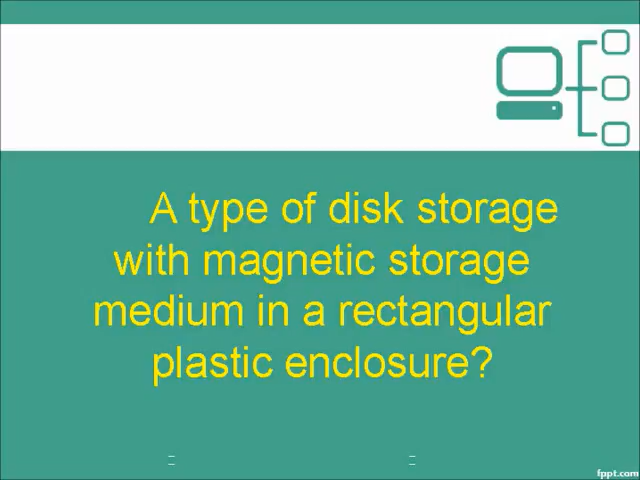 A type of disk storage
with magnetic storage
medium in a rectangular
plastic enclosure?
fppt.com